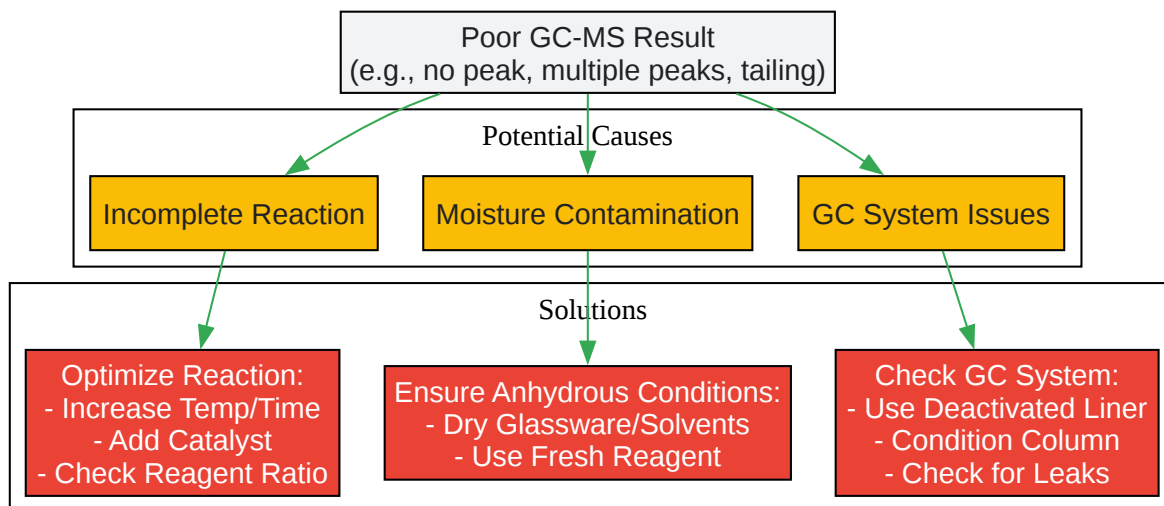 Poor GC-MS Result
(e.g., no peak, multiple peaks, tailing)
Potential Causes
Incomplete Reaction
Moisture Contamination
GC System Issues
Solutions
Optimize Reaction:
- Increase Temp/Time
- Add Catalyst
- Check Reagent Ratio
Ensure Anhydrous Conditions:
- Dry Glassware/Solvents
- Use Fresh Reagent
Check GC System:
- Use Deactivated Liner
- Condition Column
- Check for Leaks